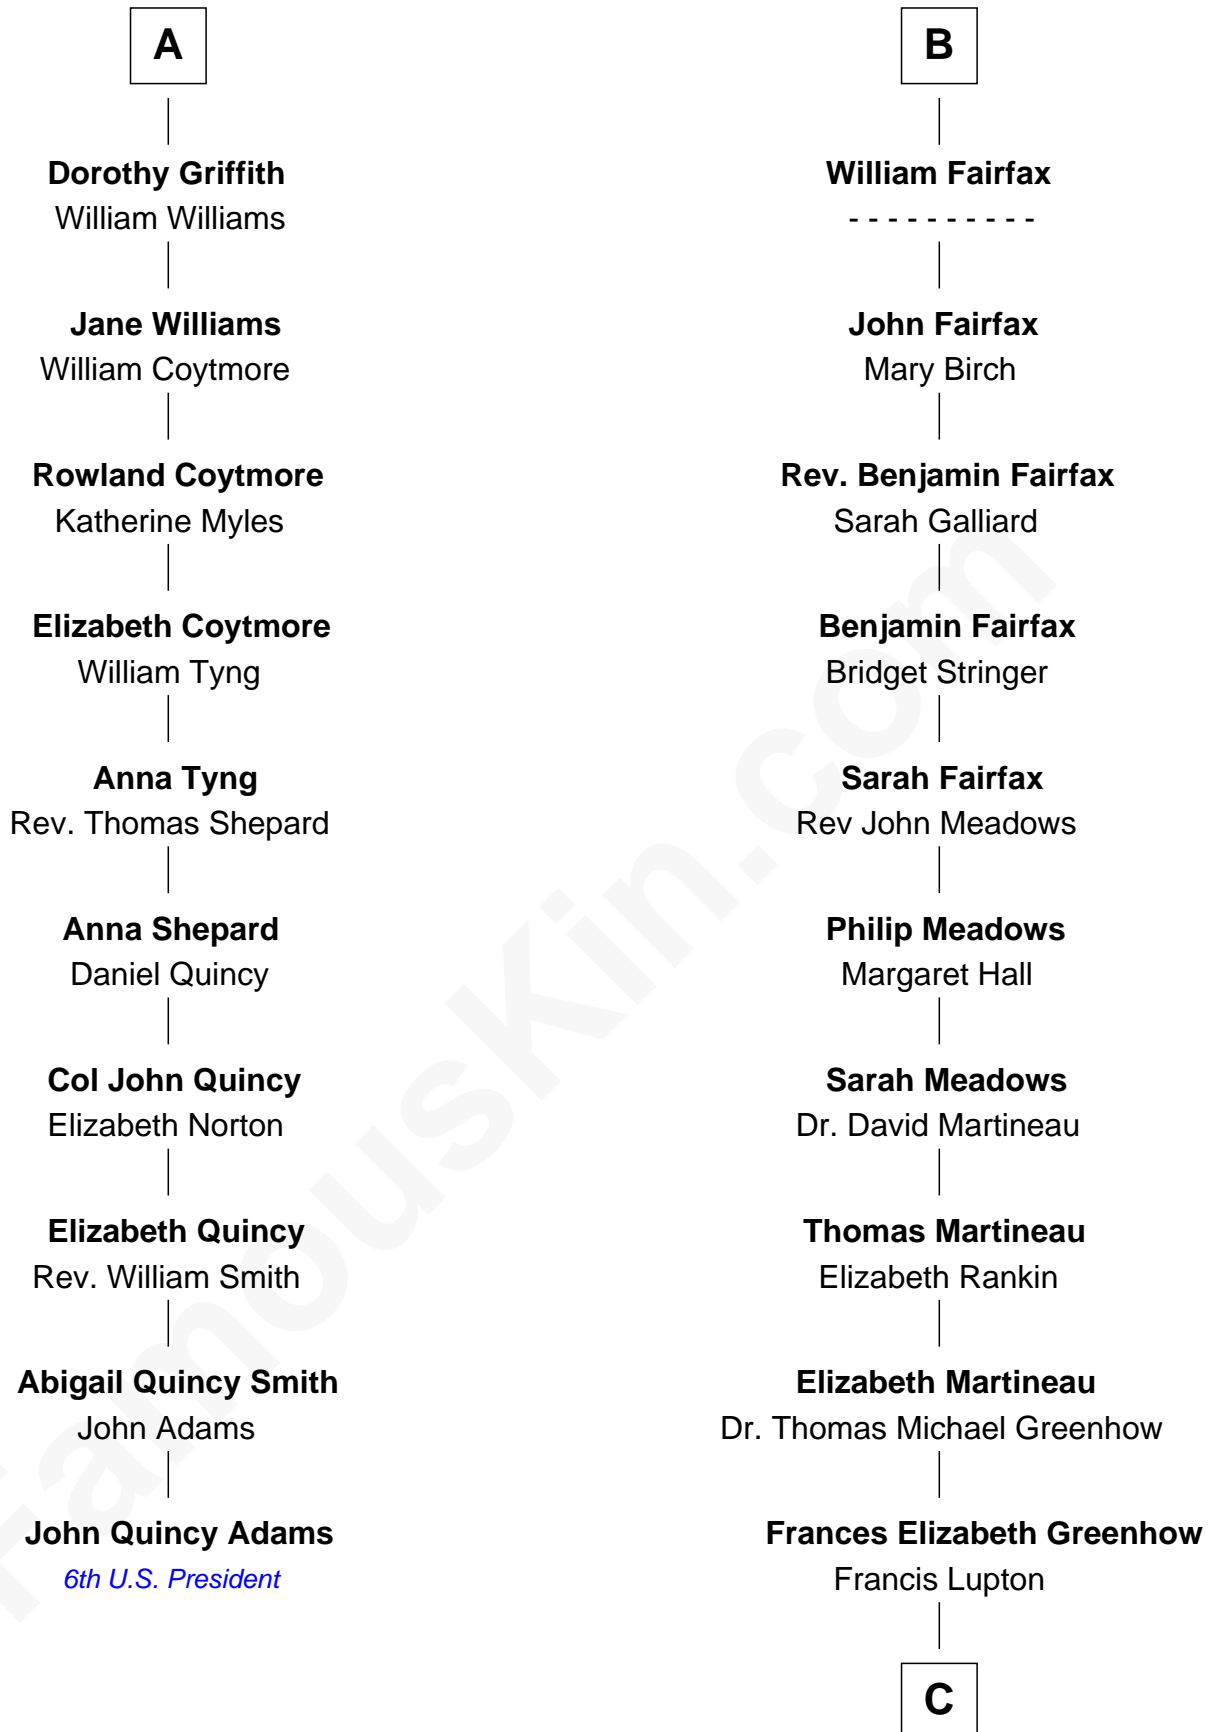 A
Dorothy Griffith
William Williams
Jane Williams
William Coytmore
Rowland Coytmore
Katherine Myles
Elizabeth Coytmore
William Tyng
Anna Tyng
Rev. Thomas Shepard
Anna Shepard
Daniel Quincy
Col John Quincy
Elizabeth Norton
Elizabeth Quincy
Rev. William Smith
Abigail Quincy Smith
John Adams
John Quincy Adams
6th U.S. President
B
William Fairfax
- - - - - - - - - -
John Fairfax
Mary Birch
Rev. Benjamin Fairfax
Sarah Galliard
Benjamin Fairfax
Bridget Stringer
Sarah Fairfax
Rev John Meadows
Philip Meadows
Margaret Hall
Sarah Meadows
Dr. David Martineau
Thomas Martineau
Elizabeth Rankin
Elizabeth Martineau
Dr. Thomas Michael Greenhow
Frances Elizabeth Greenhow
Francis Lupton
C
FamousKin.com